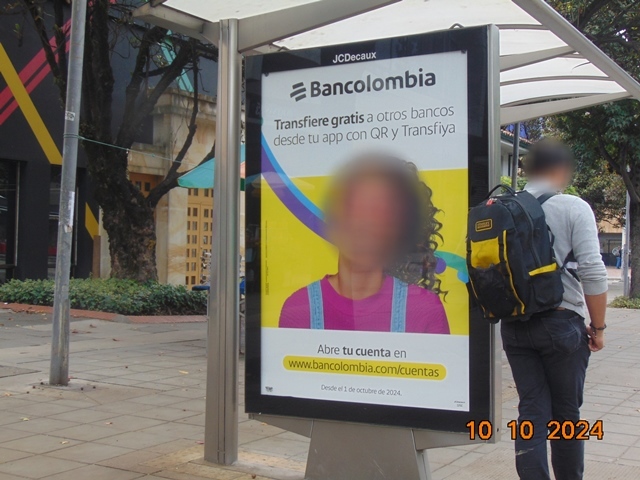 JCDecaux
Bancolombia
Transfiere gratis a otros bancos
desde tu app con QR y Transfiya
Abre tu cuenta en
www.bancolombia.com/cuentas
Desde el 1 de octubre de 2024.
10 10 2024